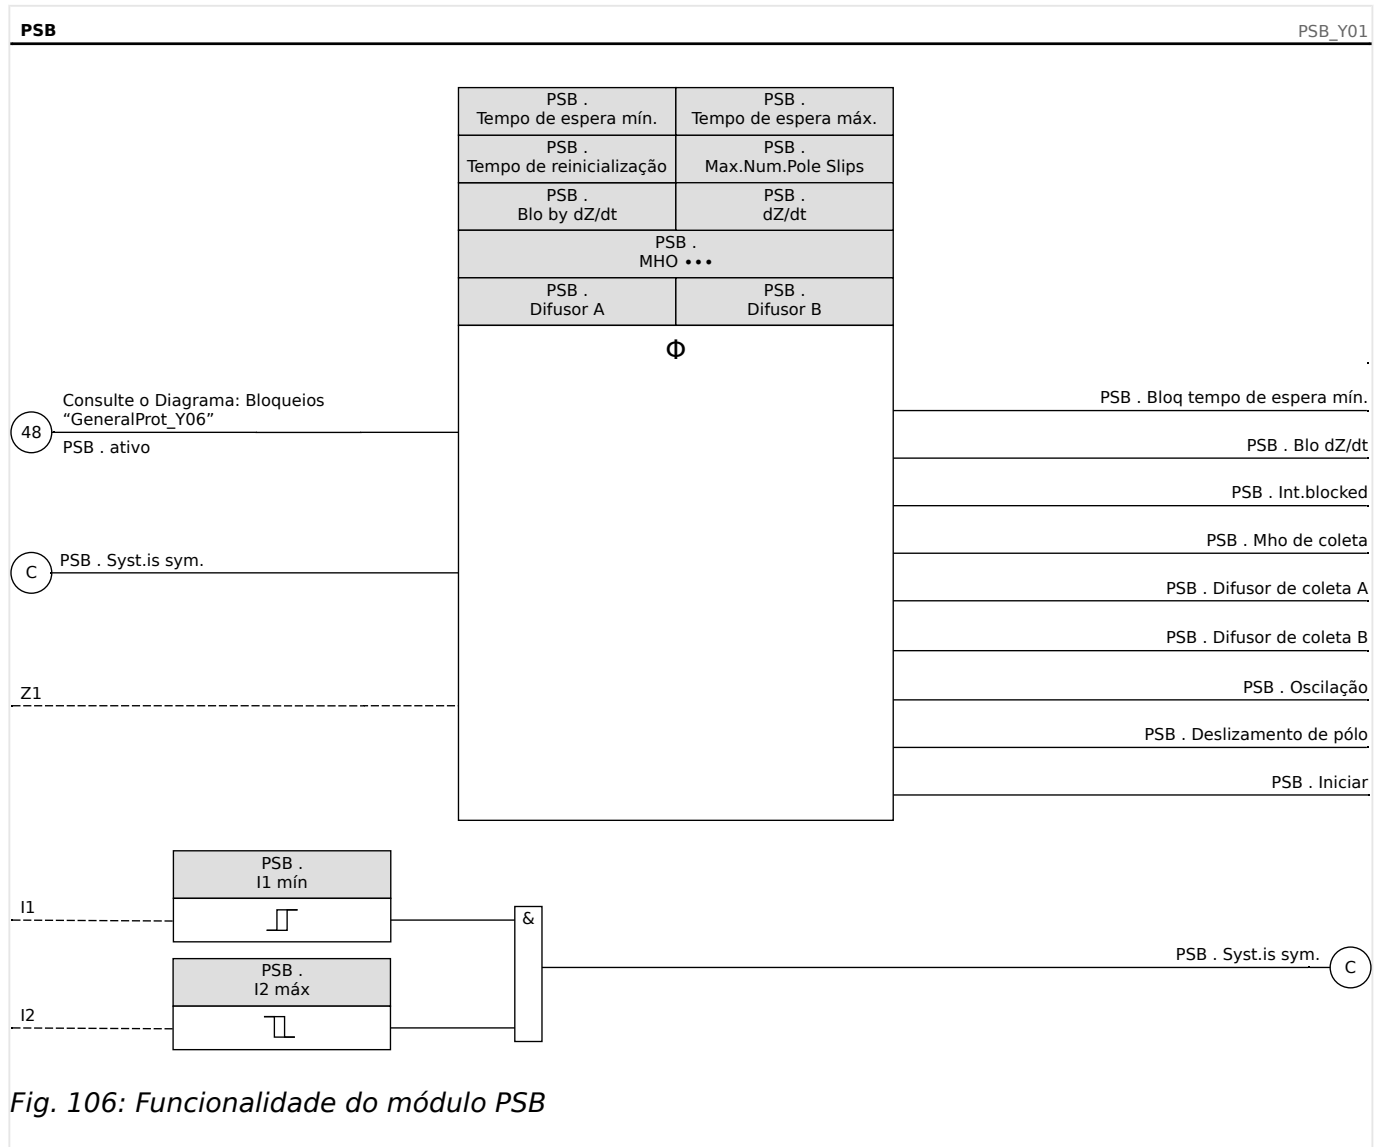 PSB
PSB_Y01
PSB .
Tempo de espera mín.
PSB .
Tempo de espera máx.
PSB .
Tempo de reinicialização
PSB .
Max.Num.Pole Slips
PSB .
Blo by dZ/dt
PSB .
dZ/dt
PSB .
MHO •••
PSB .
Difusor A
PSB .
Difusor B
Φ
Consulte o Diagrama: Bloqueios
“GeneralProt_Y06”
48
PSB . ativo
C
PSB . Syst.is sym.
Z1
PSB . Bloq tempo de espera mín.
PSB . Blo dZ/dt
PSB . Int.blocked
PSB . Mho de coleta
PSB . Difusor de coleta A
PSB . Difusor de coleta B
PSB . Oscilação
PSB . Deslizamento de pólo
PSB . Iniciar
PSB .
I1 mín
I1
&
PSB .
I2 máx
I2
PSB . Syst.is sym.
C
Fig. 106: Funcionalidade do módulo PSB